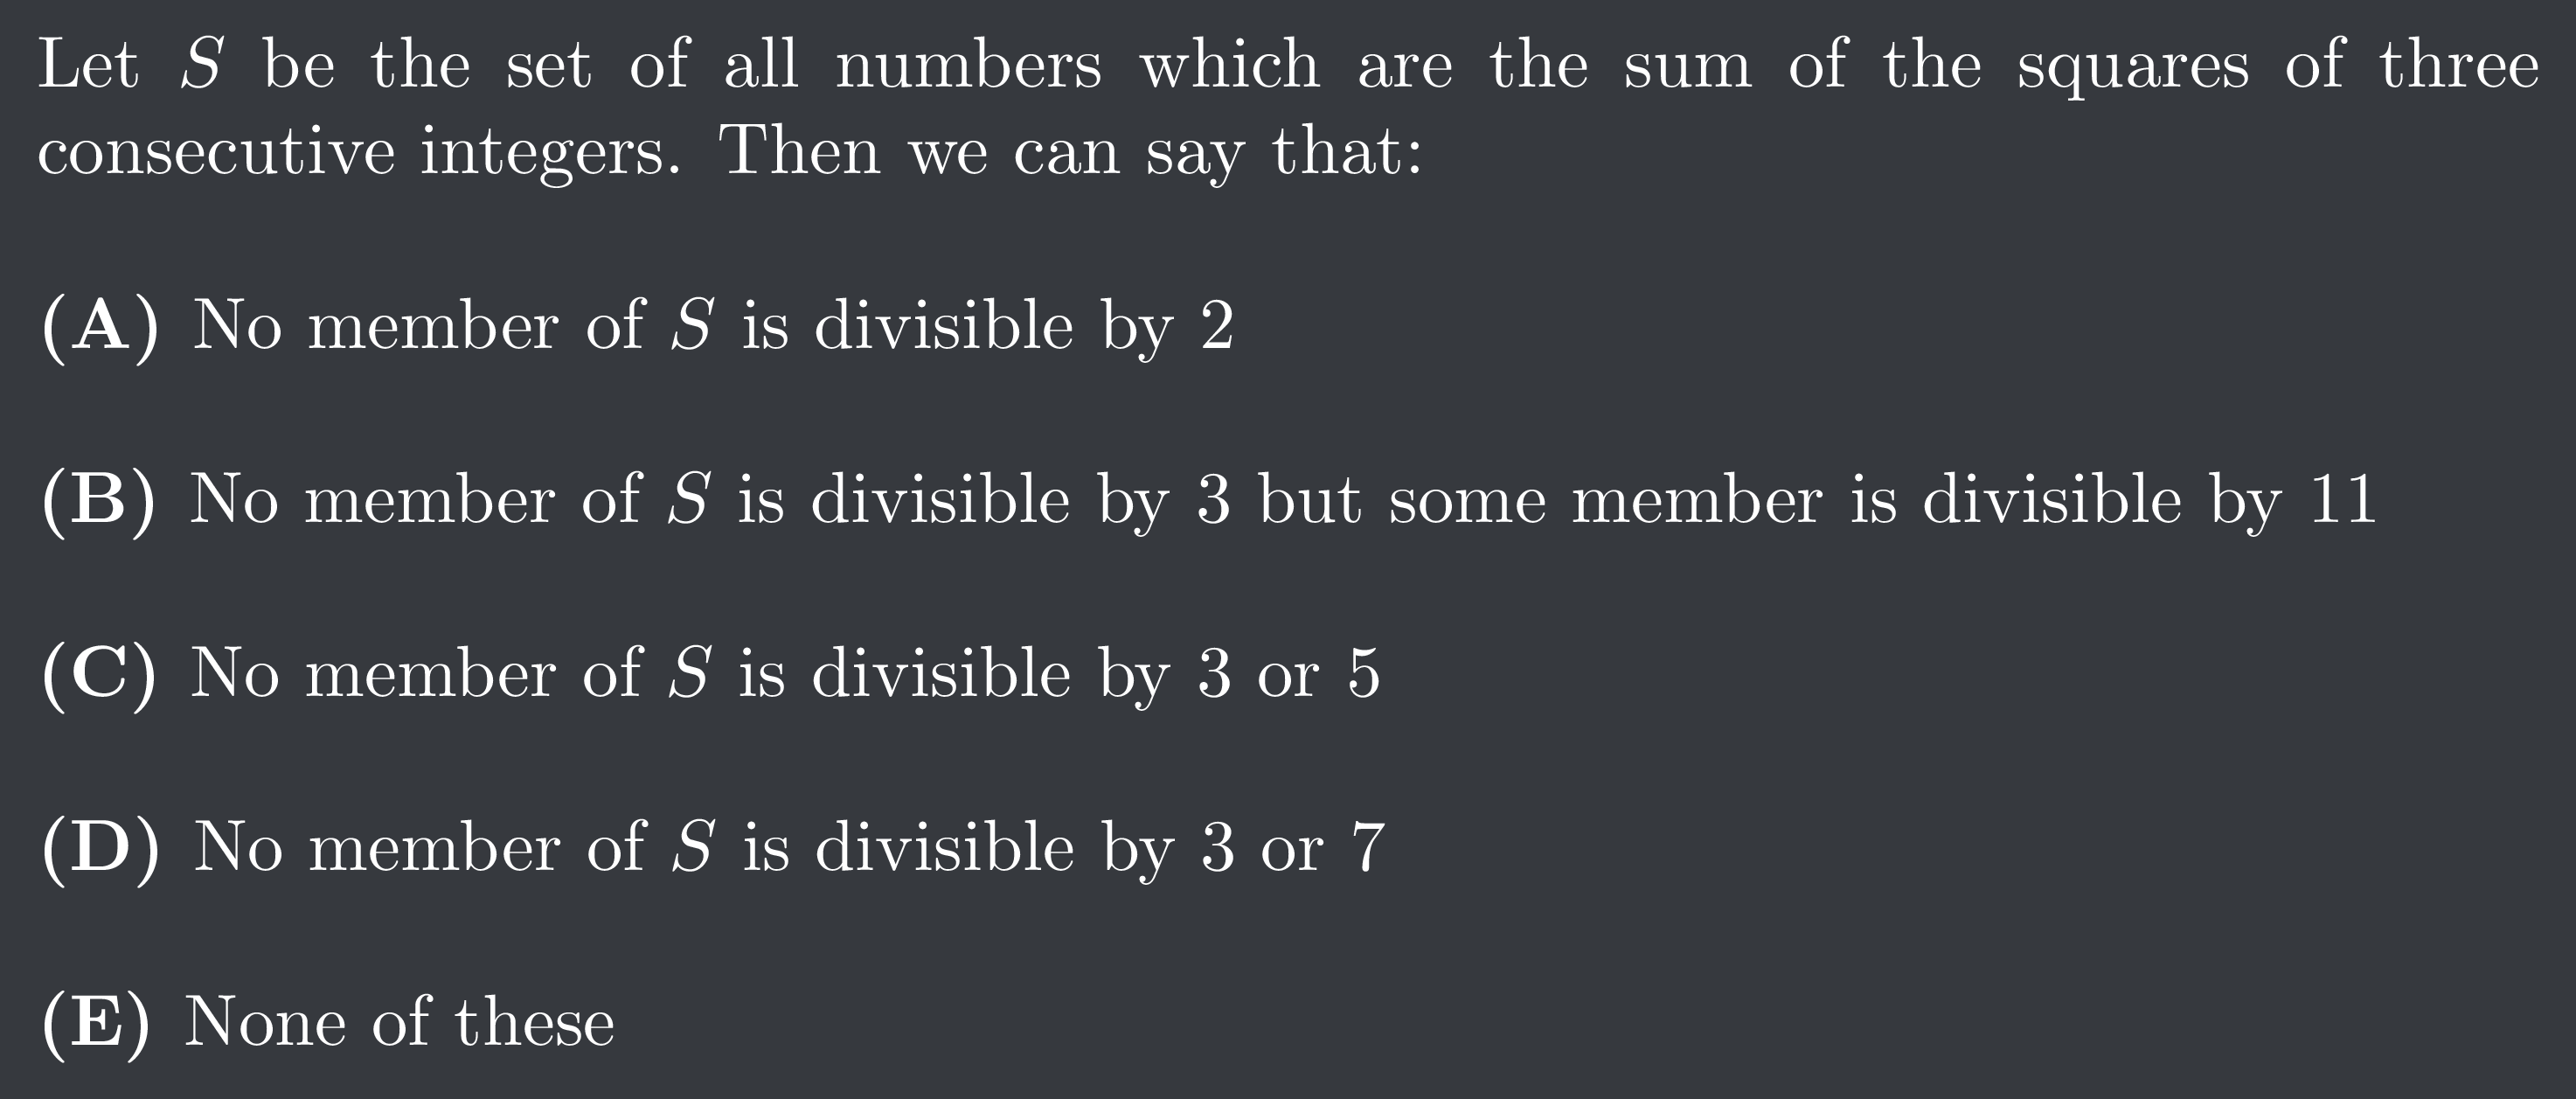 Let S be the set of all numbers which are the sum of the squares of three
consecutive integers. Then we can say that:
(A) No member of S is divisible by 2
(B) No member of S is divisible by 3 but some member is divisible by 11
(C) No member of S is divisible by 3 or 5
(D) No member of S is divisible by 3 or 7
(E) None of these